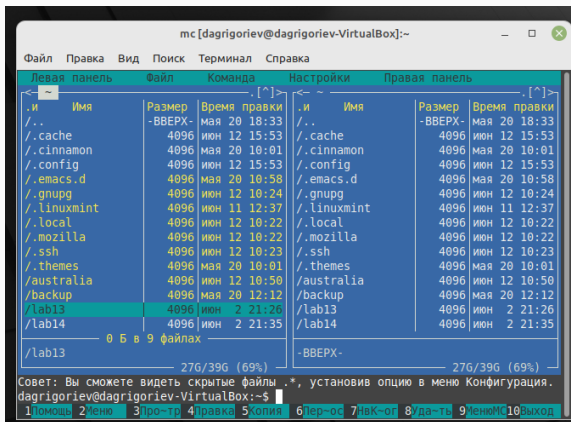 mc [dagrigoriev@dagrigoriev-VirtualBox]:~
Файл Правка Вид Поиск Терминал Справка
Левая панель Файл Команда Настройки Правая панель
<— ~ .[^]> <— ~ .[^]>
.и Имя Размер Время правки .и Имя Размер Время правки
/.. -ВВЕРХ- мая 20 18:33 /.. -ВВЕРХ- мая 20 18:33
/.cache 4096 июн 12 15:53 /.cache 4096 июн 12 15:53
/.cinnamon 4096 мая 20 10:01 /.cinnamon 4096 мая 20 10:01
/.config 4096 июн 12 15:53 /.config 4096 июн 12 15:53
/.emacs.d 4096 мая 20 10:58 /.emacs.d 4096 мая 20 10:58
/.gnupg 4096 июн 12 10:24 /.gnupg 4096 июн 12 10:24
/.linuxmint 4096 июн 11 12:37 /.linuxmint 4096 июн 11 12:37
/.local 4096 июн 12 10:22 /.local 4096 июн 12 10:22
/.mozilla 4096 июн 12 10:22 /.mozilla 4096 июн 12 10:22
/.ssh 4096 июн 12 10:23 /.ssh 4096 июн 12 10:23
/.themes 4096 мая 20 10:01 /.themes 4096 мая 20 10:01
/australia 4096 июн 12 10:50 /australia 4096 июн 12 10:50
/backup 4096 мая 20 12:12 /backup 4096 мая 20 12:12
/lab13 4096 июн 2 21:26 /lab13 4096 июн 2 21:26
/lab14 4096 июн 2 21:35 /lab14 4096 июн 2 21:35
0 Б в 9 файлах
/lab13 -ВВЕРХ-
27G/39G (69%) 27G/39G (69%)
Совет: Вы сможете видеть скрытые файлы .*, установив опцию в меню Конфигурация.
dagrigoriev@dagrigoriev-VirtualBox:~$
1Помощь 2Меню 3Про~тр 4Правка 5Копия 6Пер~ос 7НвК~ог 8Уда~ть 9МенюMC 10Выход